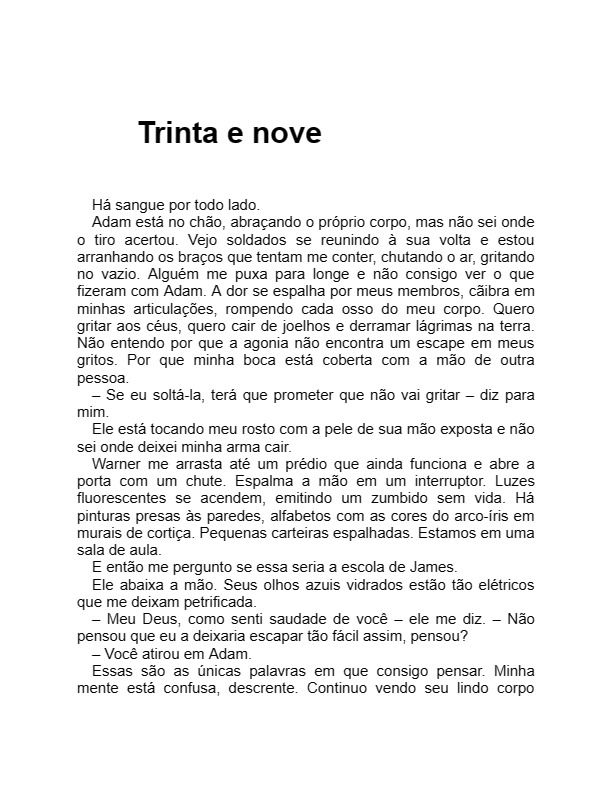 Trinta e nove
Há sangue por todo lado.
Adam está no chão, abraçando o próprio corpo, mas não sei onde
o tiro acertou. Vejo soldados se reunindo à sua volta e estou
arranhando os braços que tentam me conter, chutando o ar, gritando
no vazio. Alguém me puxa para longe e não consigo ver o que
fizeram com Adam. A dor se espalha por meus membros, cãibra em
minhas articulações, rompendo cada osso do meu corpo. Quero
gritar aos céus, quero cair de joelhos e derramar lágrimas na terra.
Não entendo por que a agonia não encontra um escape em meus
gritos. Por que minha boca está coberta com a mão de outra
pessoa.
– Se eu soltá-la, terá que prometer que não vai gritar – diz para
mim.
Ele está tocando meu rosto com a pele de sua mão exposta e não
sei onde deixei minha arma cair.
Warner me arrasta até um prédio que ainda funciona e abre a
porta com um chute. Espalma a mão em um interruptor. Luzes
fluorescentes se acendem, emitindo um zumbido sem vida. Há
pinturas presas às paredes, alfabetos com as cores do arco-íris em
murais de cortiça. Pequenas carteiras espalhadas. Estamos em uma
sala de aula.
E então me pergunto se essa seria a escola de James.
Ele abaixa a mão. Seus olhos azuis vidrados estão tão elétricos
que me deixam petrificada.
– Meu Deus, como senti saudade de você – ele me diz. – Não
pensou que eu a deixaria escapar tão fácil assim, pensou?
– Você atirou em Adam.
Essas são as únicas palavras em que consigo pensar. Minha
mente está confusa, descrente. Continuo vendo seu lindo corpo